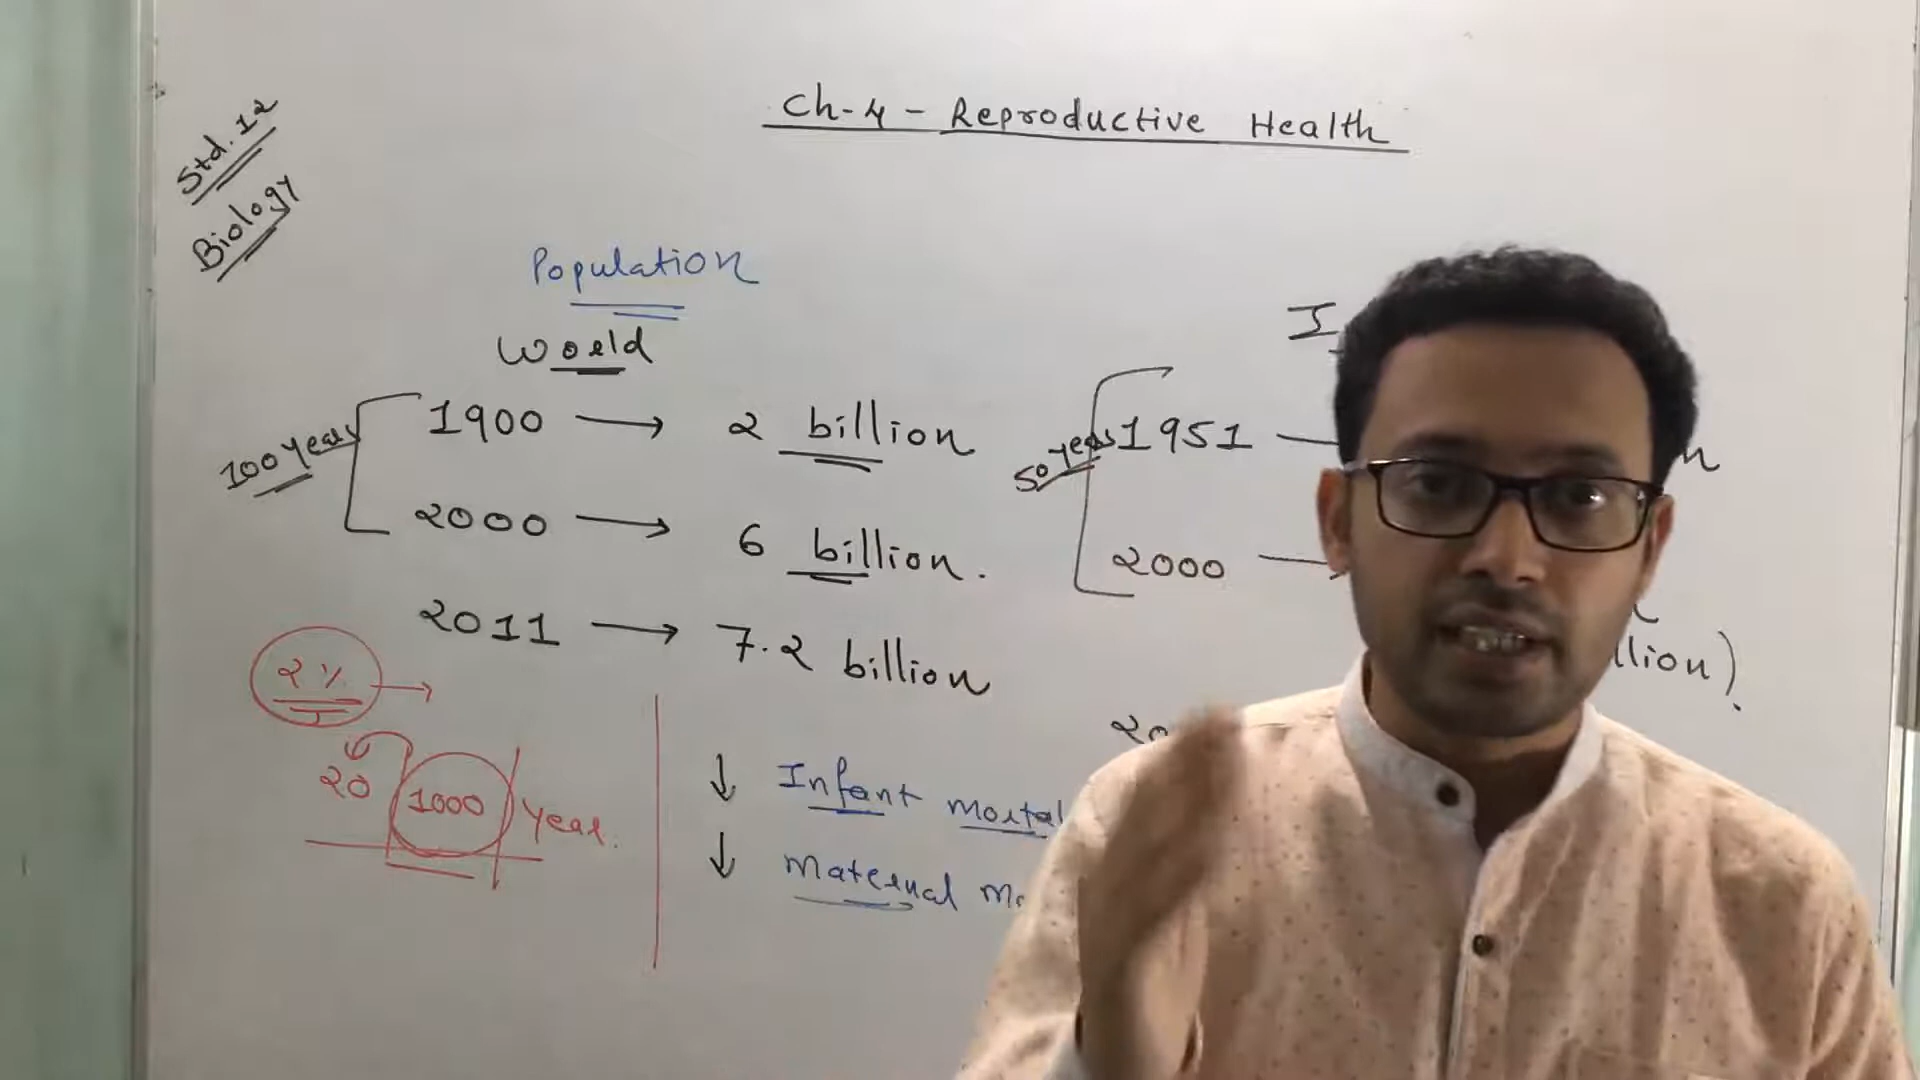 Ch-4 - Reproductive Health
Std. 12
Biology
Population
World
100 years
1900 → 2 billion
2000 → 6 billion.
2011 → 7.2 billion
50 years
1951
2000
2%
20
1000
year.
↓ Infant
↓ Maternal